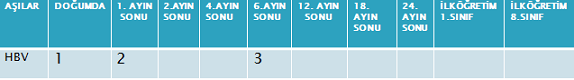 AŞILAR DOĞUMDA 1. AYIN SONU 2.AYIN SONU 4.AYIN SONU 6.AYIN SONU 12. AYIN SONU 18. AYIN SONU 24. AYIN SONU İLKÖĞRETİM 1.SINIF İLKÖĞRETİM 8.SINIF
HBV 1 2 3